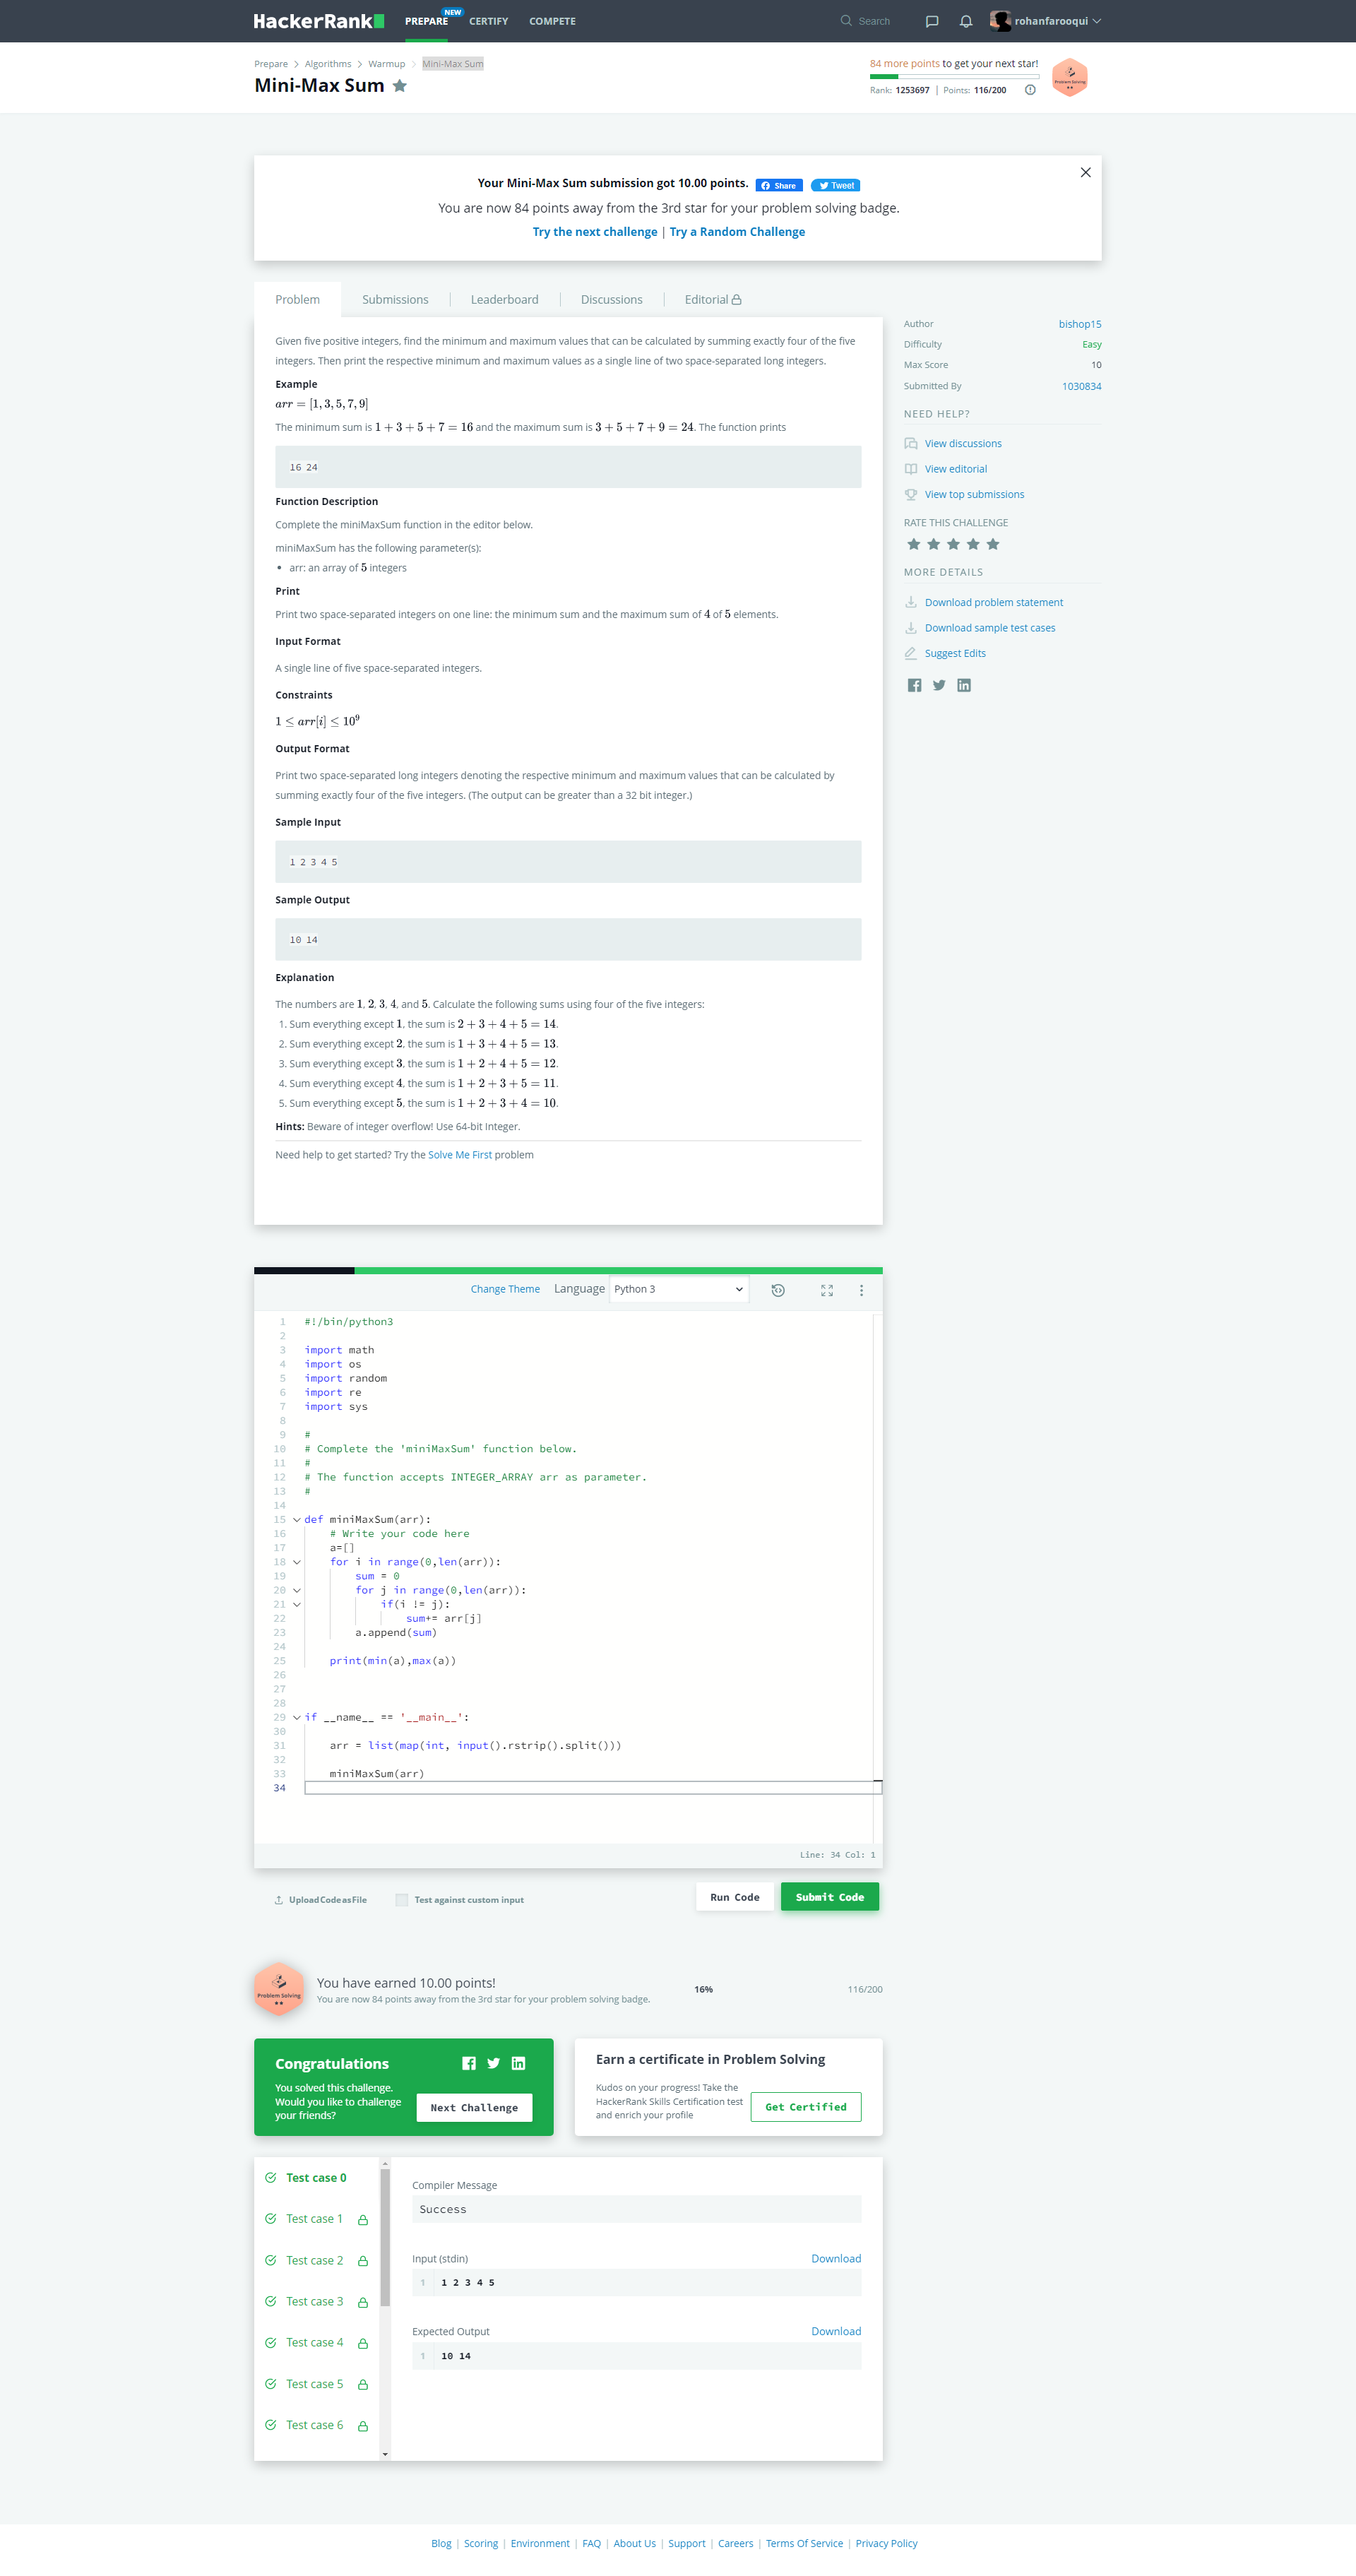 HackerRank
PREPARE NEW CERTIFY COMPETE
Search
rohanfarooqui
Prepare > Algorithms > Warmup > Mini-Max Sum
Mini-Max Sum
84 more points to get your next star!
Rank: 1253697 | Points: 116/200
Problem Solving
Your Mini-Max Sum submission got 10.00 points. Share Tweet
You are now 84 points away from the 3rd star for your problem solving badge.
Try the next challenge | Try a Random Challenge
Problem Submissions Leaderboard Discussions Editorial
Given five positive integers, find the minimum and maximum values that can be calculated by summing exactly four of the five
integers. Then print the respective minimum and maximum values as a single line of two space-separated long integers.
Example
arr = [1, 3, 5, 7, 9]
The minimum sum is 1 + 3 + 5 + 7 = 16 and the maximum sum is 3 + 5 + 7 + 9 = 24. The function prints
16 24
Function Description
Complete the miniMaxSum function in the editor below.
miniMaxSum has the following parameter(s):
• arr: an array of 5 integers
Print
Print two space-separated integers on one line: the minimum sum and the maximum sum of 4 of 5 elements.
Input Format
A single line of five space-separated integers.
Constraints
1 ≤ arr[i] ≤ 10⁹
Output Format
Print two space-separated long integers denoting the respective minimum and maximum values that can be calculated by
summing exactly four of the five integers. (The output can be greater than a 32 bit integer.)
Sample Input
1 2 3 4 5
Sample Output
10 14
Explanation
The numbers are 1, 2, 3, 4, and 5. Calculate the following sums using four of the five integers:
1. Sum everything except 1, the sum is 2 + 3 + 4 + 5 = 14.
2. Sum everything except 2, the sum is 1 + 3 + 4 + 5 = 13.
3. Sum everything except 3, the sum is 1 + 2 + 4 + 5 = 12.
4. Sum everything except 4, the sum is 1 + 2 + 3 + 5 = 11.
5. Sum everything except 5, the sum is 1 + 2 + 3 + 4 = 10.
Hints: Beware of integer overflow! Use 64-bit Integer.
Need help to get started? Try the Solve Me First problem
Author bishop15
Difficulty Easy
Max Score 10
Submitted By 1030834
NEED HELP?
View discussions
View editorial
View top submissions
RATE THIS CHALLENGE
MORE DETAILS
Download problem statement
Download sample test cases
Suggest Edits
Change Theme Language Python 3
1 #!/bin/python3
2
3 import math
4 import os
5 import random
6 import re
7 import sys
8
9 #
10 # Complete the 'miniMaxSum' function below.
11 #
12 # The function accepts INTEGER_ARRAY arr as parameter.
13 #
14
15 def miniMaxSum(arr):
16     # Write your code here
17     a=[]
18     for i in range(0,len(arr)):
19         sum = 0
20         for j in range(0,len(arr)):
21             if(i != j):
22                 sum+= arr[j]
23         a.append(sum)
24
25     print(min(a),max(a))
26
27
28
29 if __name__ == '__main__':
30
31     arr = list(map(int, input().rstrip().split()))
32
33     miniMaxSum(arr)
34
Line: 34 Col: 1
Upload Code as File Test against custom input Run Code Submit Code
Problem Solving
You have earned 10.00 points!
You are now 84 points away from the 3rd star for your problem solving badge.
16% 116/200
Congratulations
You solved this challenge.
Would you like to challenge
your friends?
Next Challenge
Earn a certificate in Problem Solving
Kudos on your progress! Take the
HackerRank Skills Certification test
and enrich your profile
Get Certified
Test case 0
Test case 1
Test case 2
Test case 3
Test case 4
Test case 5
Test case 6
Compiler Message
Success
Input (stdin) Download
1 1 2 3 4 5
Expected Output Download
1 10 14
Blog | Scoring | Environment | FAQ | About Us | Support | Careers | Terms Of Service | Privacy Policy